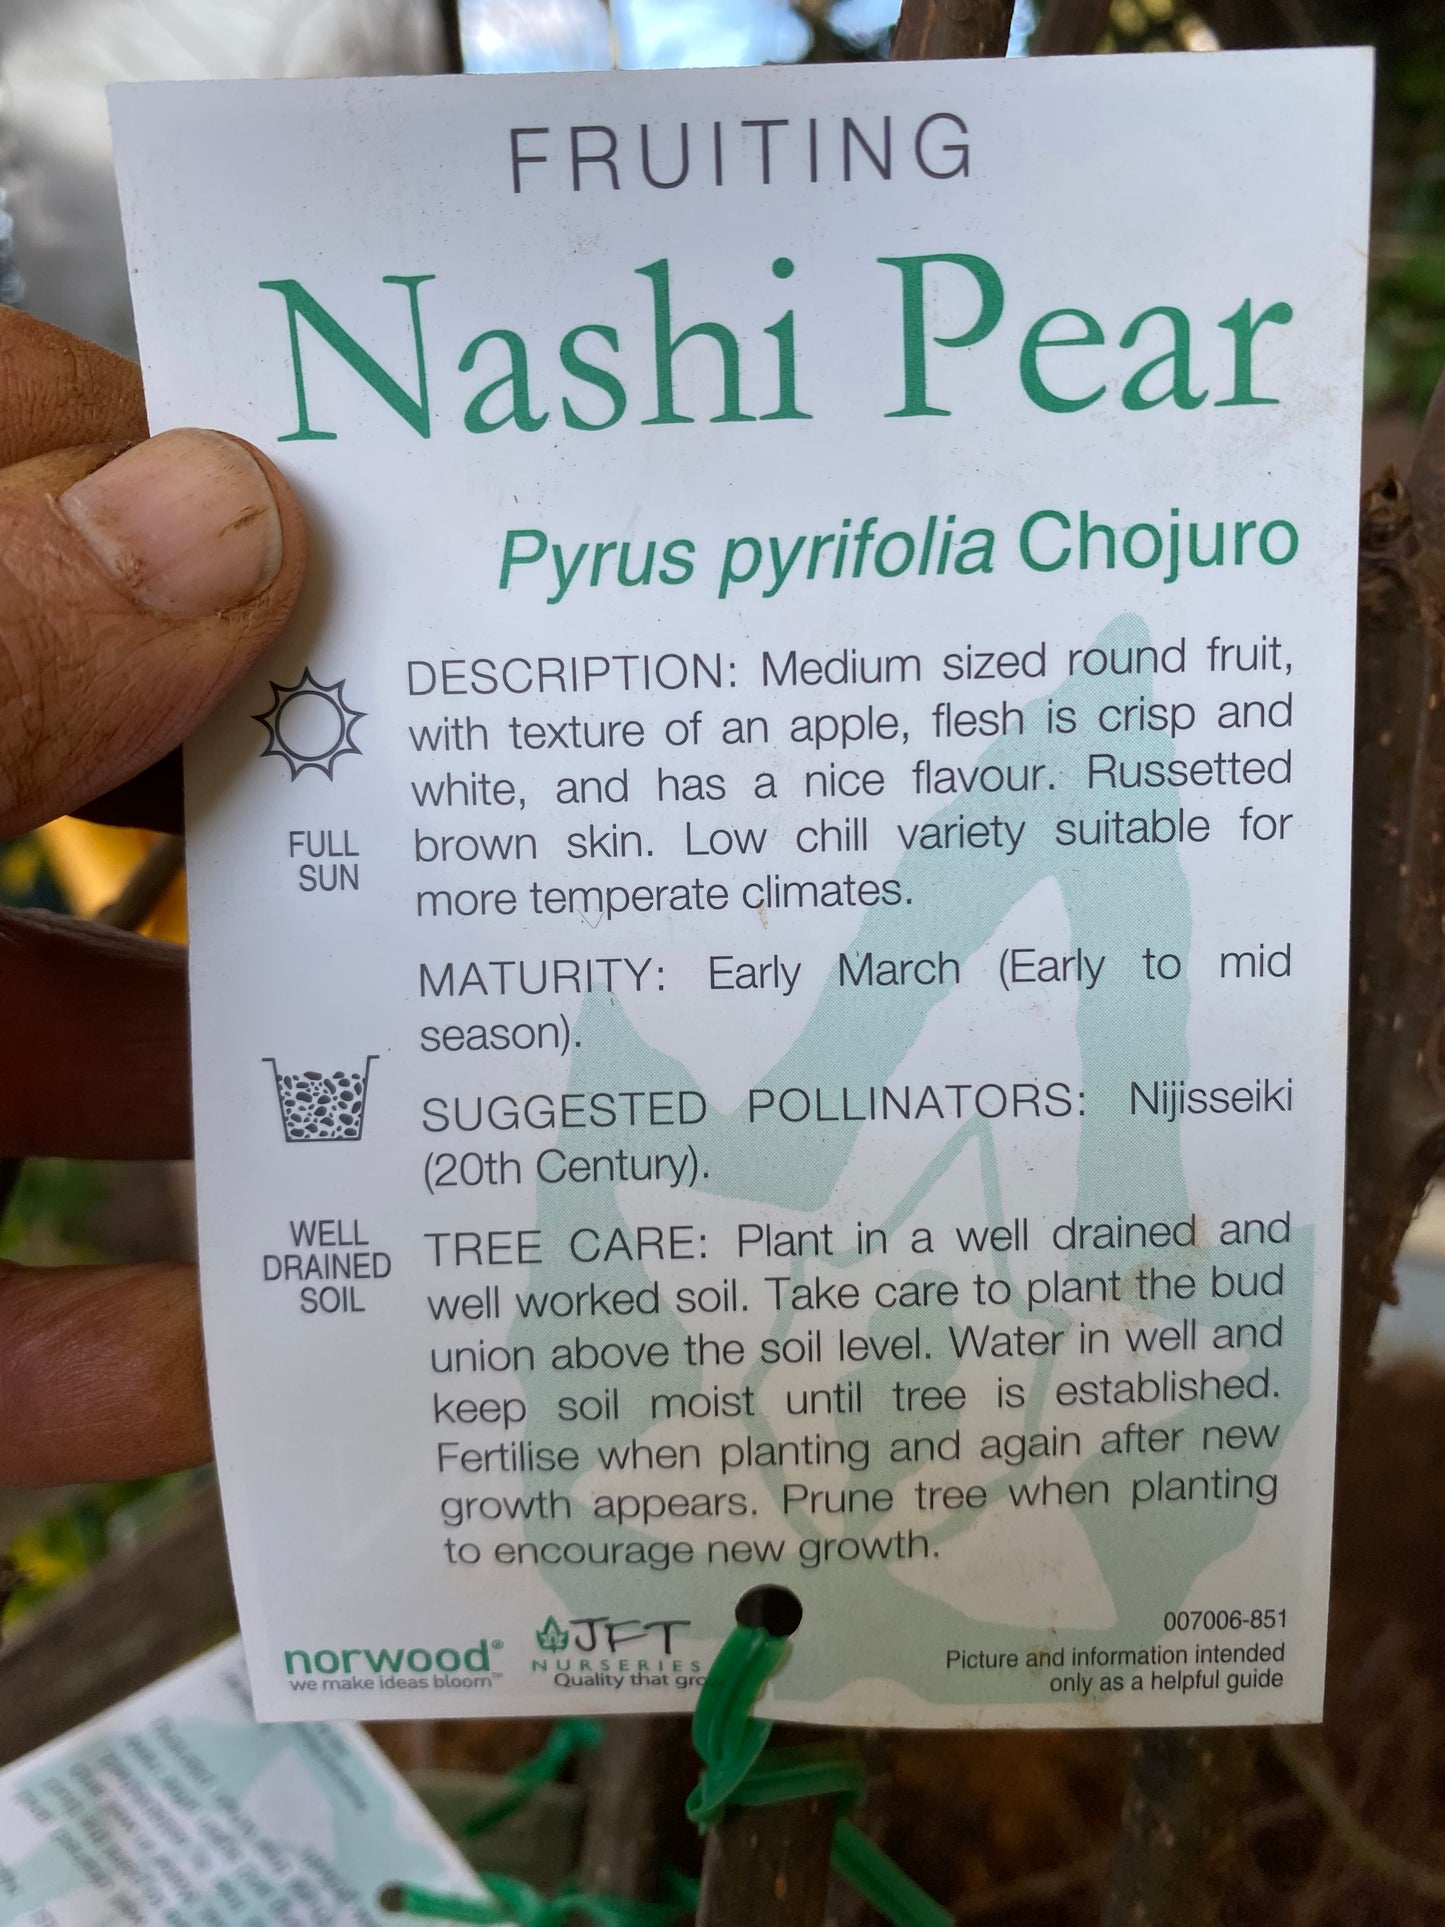 FRUITING
Nashi Pear
Pyrus pyrifolia Chojuro
FULL
SUN
DESCRIPTION: Medium sized round fruit,
with texture of an apple, flesh is crisp and
white, and has a nice flavour. Russetted
brown skin. Low chill variety suitable for
more temperate climates.
MATURITY: Early March (Early to mid
season).
SUGGESTED POLLINATORS: Nijisseiki
(20th Century).
WELL
DRAINED
SOIL
TREE CARE: Plant in a well drained and
well worked soil. Take care to plant the bud
union above the soil level. Water in well and
keep soil moist until tree is established.
Fertilise when planting and again after new
growth appears. Prune tree when planting
to encourage new growth.
norwood®
we make ideas bloom™
JFT
NURSERIES
Quality that gro
007006-851
Picture and information intended
only as a helpful guide